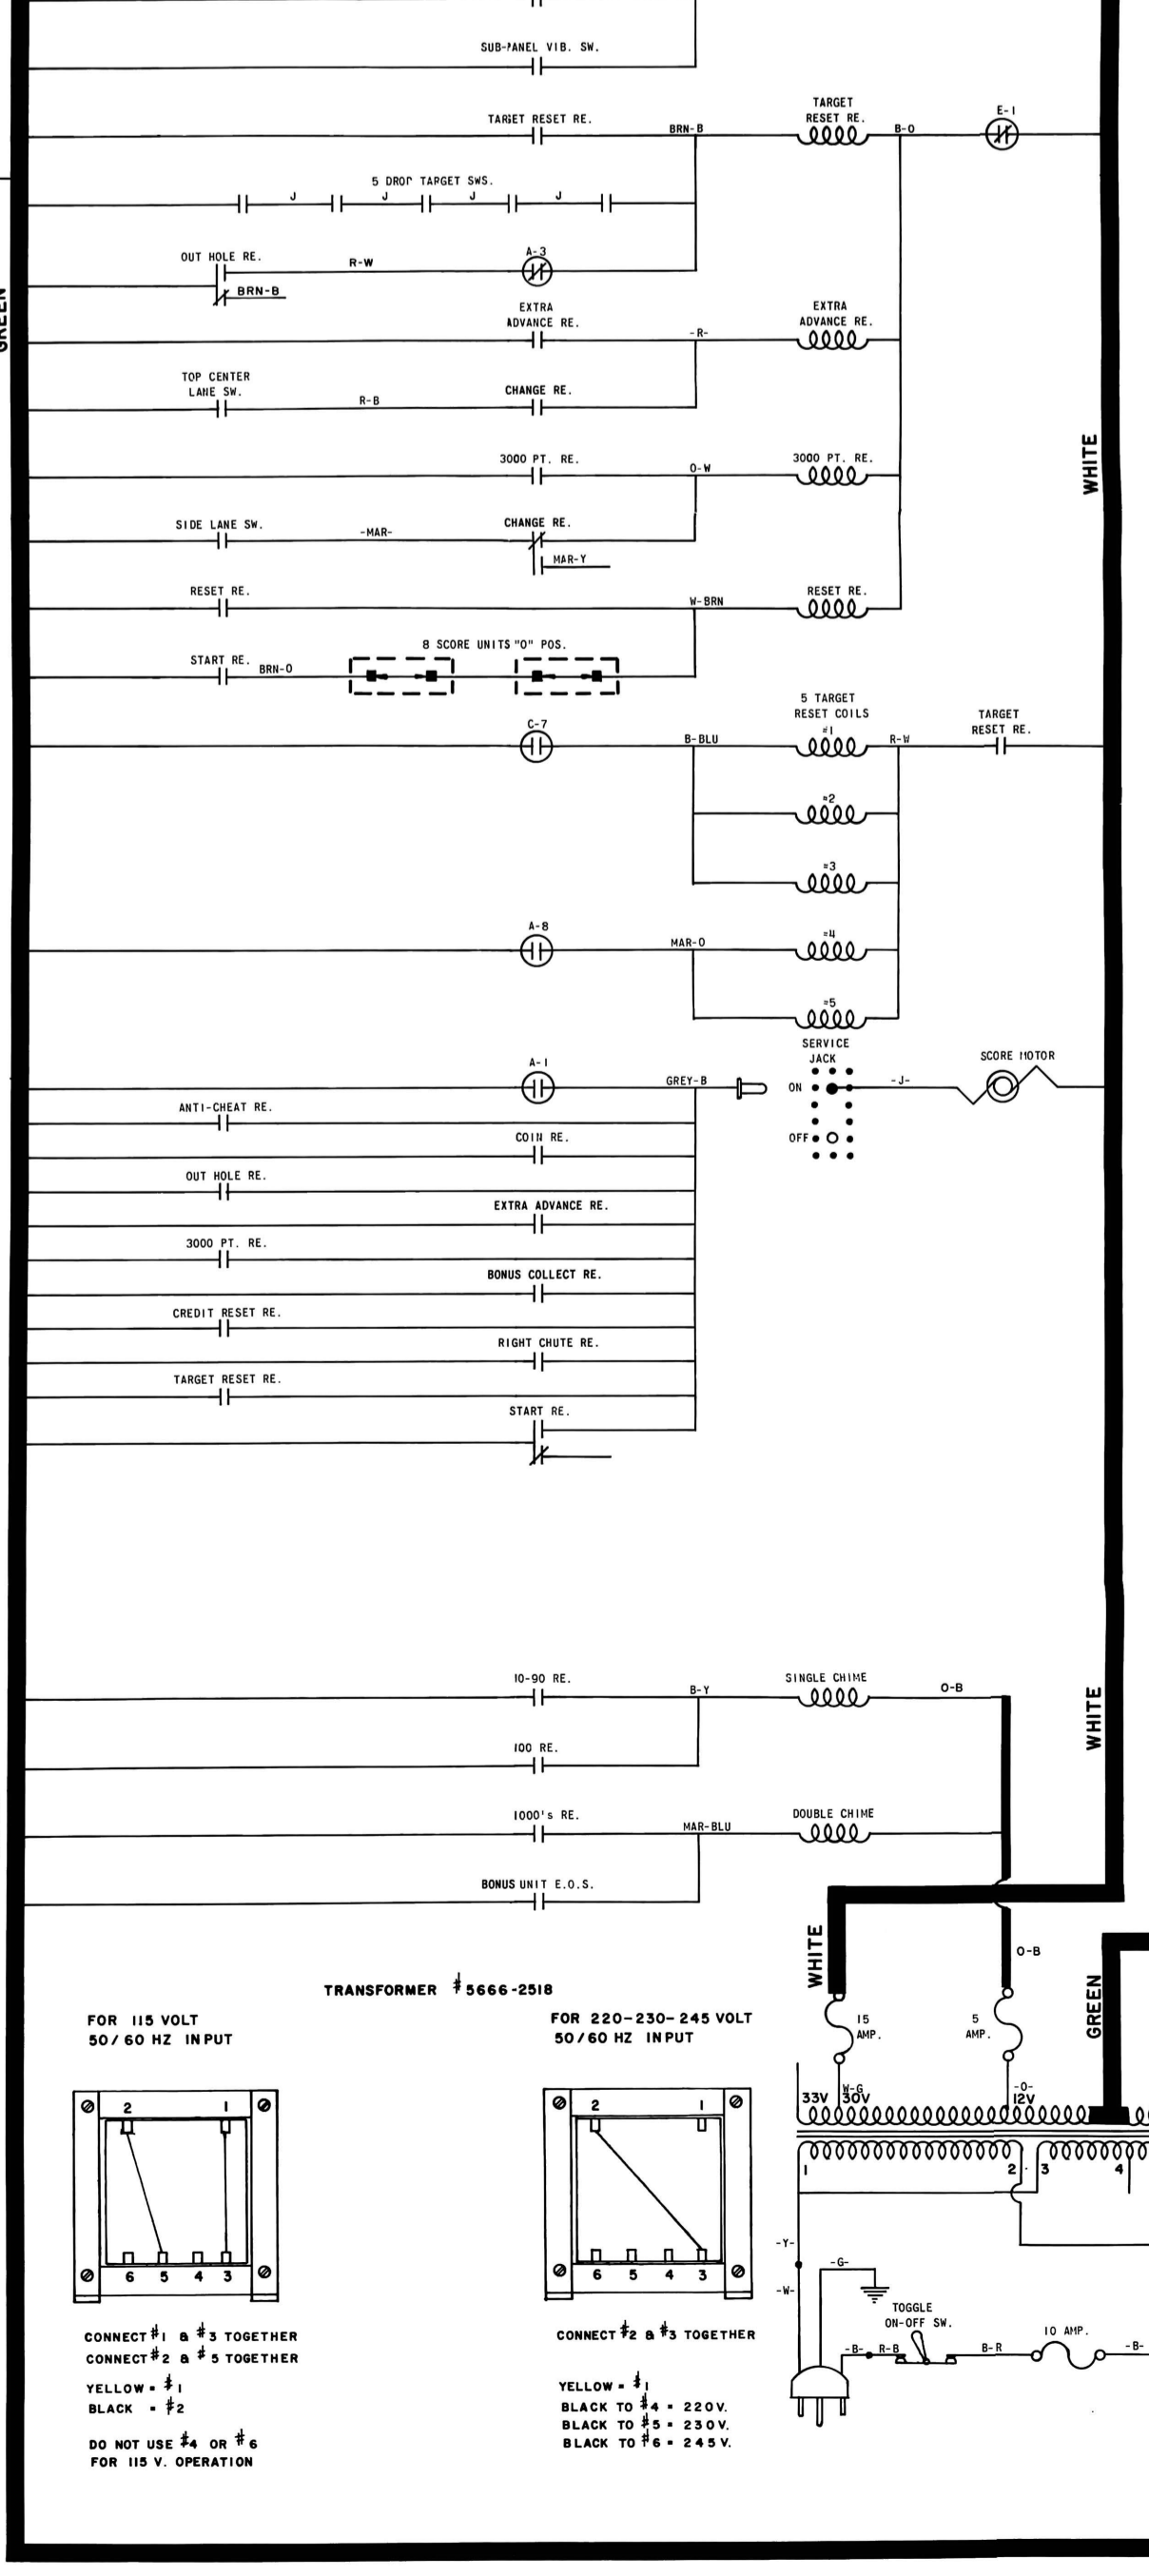 SUB-PANEL VIB. SW.
TARGET RESET RE.
BRN-B
TARGET
RESET RE.
B-O
E-1
5 DROP TARGET SWS.
J
J
J
J
OUT HOLE RE.
R-W
A-3
BRN-B
GREEN
EXTRA
ADVANCE RE.
-R-
EXTRA
ADVANCE RE.
TOP CENTER
LANE SW.
R-B
CHANGE RE.
WHITE
3000 PT. RE.
O-W
3000 PT. RE.
SIDE LANE SW.
-MAR-
CHANGE RE.
MAR-Y
RESET RE.
W-BRN
RESET RE.
START RE.
BRN-O
8 SCORE UNITS "O" POS.
C-7
B-BLU
5 TARGET
RESET COILS
#1
R-W
TARGET
RESET RE.
#2
#3
A-8
MAR-O
#4
#5
A-1
GREY-B
SERVICE
JACK
ON
OFF
-J-
SCORE MOTOR
ANTI-CHEAT RE.
COIN RE.
OUT HOLE RE.
EXTRA ADVANCE RE.
3000 PT. RE.
BONUS COLLECT RE.
CREDIT RESET RE.
RIGHT CHUTE RE.
TARGET RESET RE.
START RE.
10-90 RE.
B-Y
SINGLE CHIME
O-B
WHITE
100 RE.
1000's RE.
MAR-BLU
DOUBLE CHIME
BONUS UNIT E.O.S.
WHITE
O-B
GREEN
TRANSFORMER #5666-2518
FOR 115 VOLT
50/60 HZ INPUT
FOR 220-230-245 VOLT
50/60 HZ INPUT
15
AMP.
5
AMP.
W-G
-O-
33V
30V
12V
2 1
6 5 4 3
2 1
6 5 4 3
1 2 3 4
-Y-
-W-
-G-
TOGGLE
ON-OFF SW.
-B-
R-B
B-R
10 AMP.
-B-
CONNECT #1 & #3 TOGETHER
CONNECT #2 & #5 TOGETHER
YELLOW = #1
BLACK = #2
DO NOT USE #4 OR #6
FOR 115 V. OPERATION
CONNECT #2 & #3 TOGETHER
YELLOW = #1
BLACK TO #4 = 220V.
BLACK TO #5 = 230V.
BLACK TO #6 = 245V.